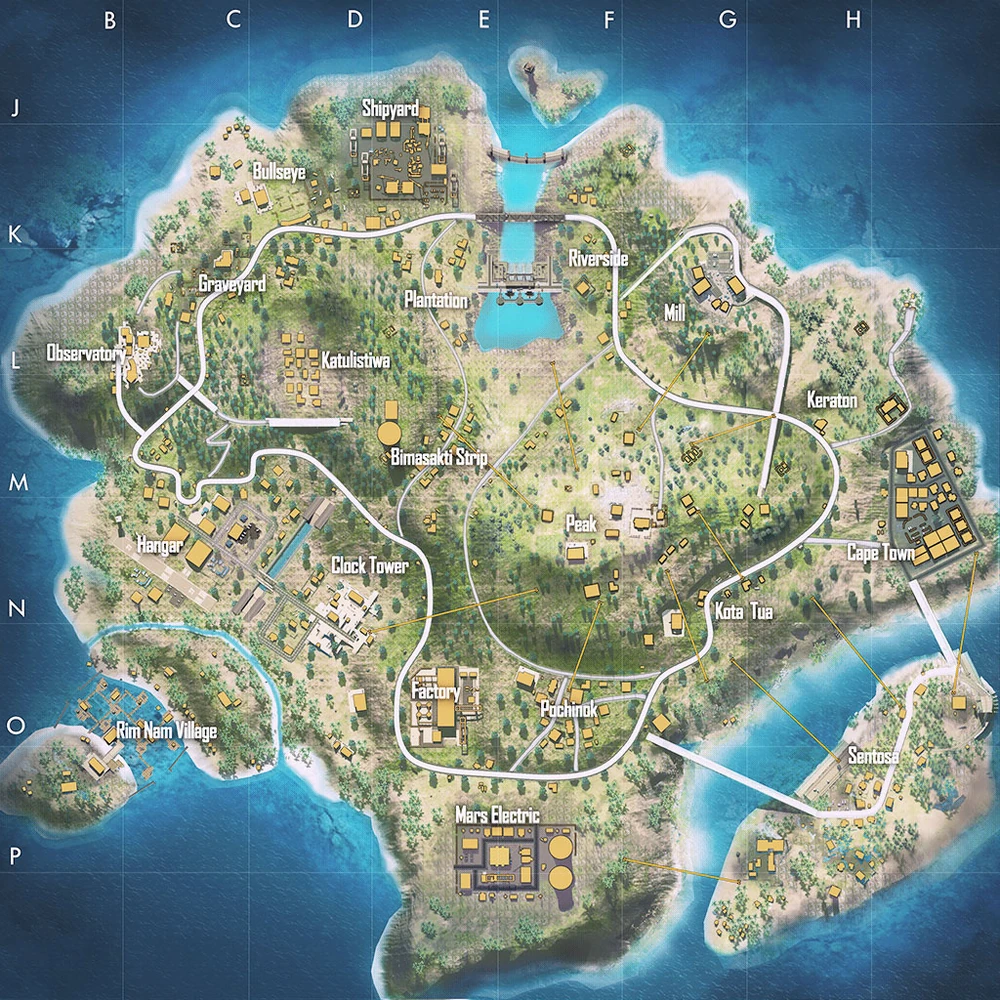 B C D E F G H
J
Shipyard
Bullseye
K
Riverside
Graveyard
Plantation
Mill
Observatory
L
Katulistiwa
Keraton
Bimasakti Strip
M
Peak
Hangar
Cape Town
Clock Tower
N
Kota Tua
Factory
Pochinok
O
Rim Nam Village
Sentosa
Mars Electric
P